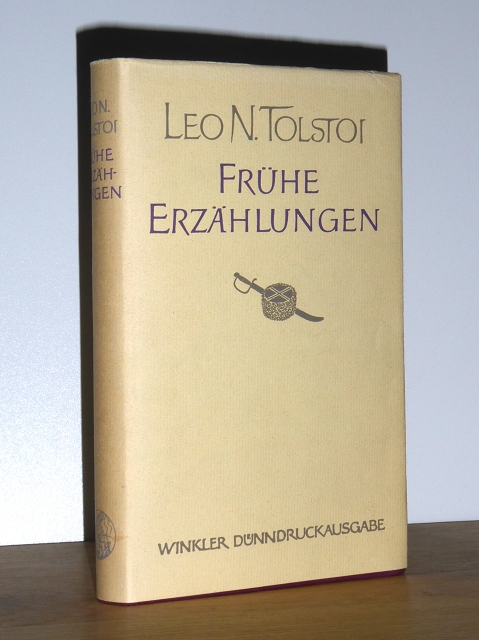 LEO N. TOLSTOI
FRÜHE
ERZÄHLUNGEN
WINKLER DÜNNDRUCKAUSGABE